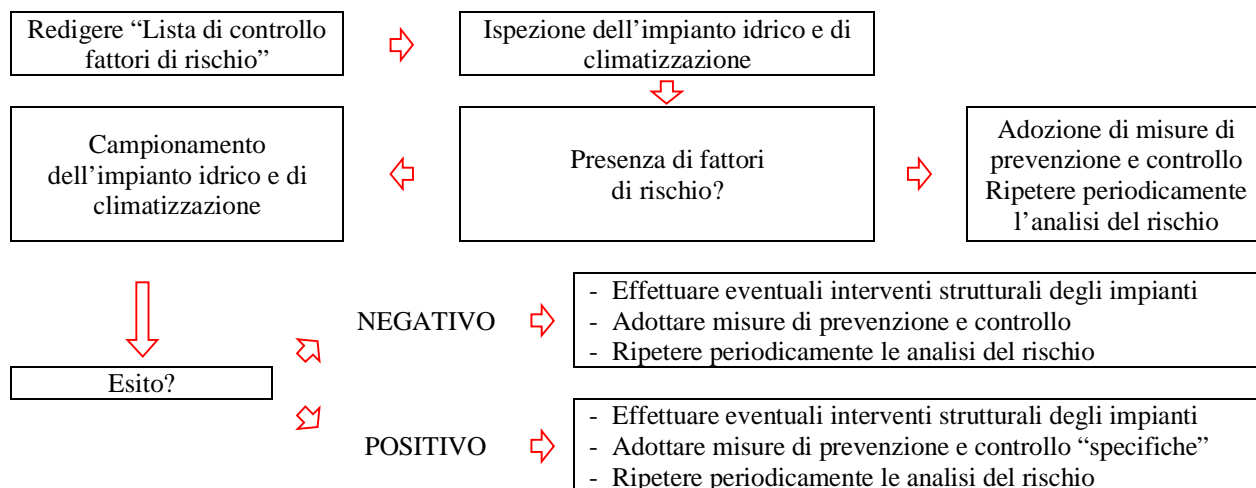 Redigere “Lista di controllo
fattori di rischio”
Ispezione dell’impianto idrico e di
climatizzazione
Campionamento
dell’impianto idrico e di
climatizzazione
Presenza di fattori
di rischio?
Adozione di misure di
prevenzione e controllo
Ripetere periodicamente
l’analisi del rischio
Esito?
NEGATIVO
- Effettuare eventuali interventi strutturali degli impianti
- Adottare misure di prevenzione e controllo
- Ripetere periodicamente le analisi del rischio
POSITIVO
- Effettuare eventuali interventi strutturali degli impianti
- Adottare misure di prevenzione e controllo “specifiche”
- Ripetere periodicamente le analisi del rischio